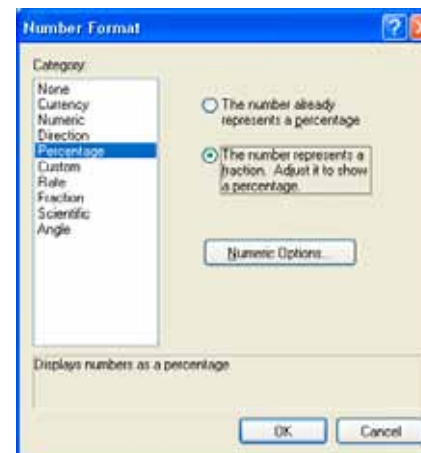 Number Format
?
Category:
None
Currency
Numeric
Direction
Percentage
Custom
Rate
Fraction
Scientific
Angle
The number already
represents a percentage
The number represents a
fraction. Adjust it to show
a percentage.
Numeric Options...
Displays numbers as a percentage
OK
Cancel